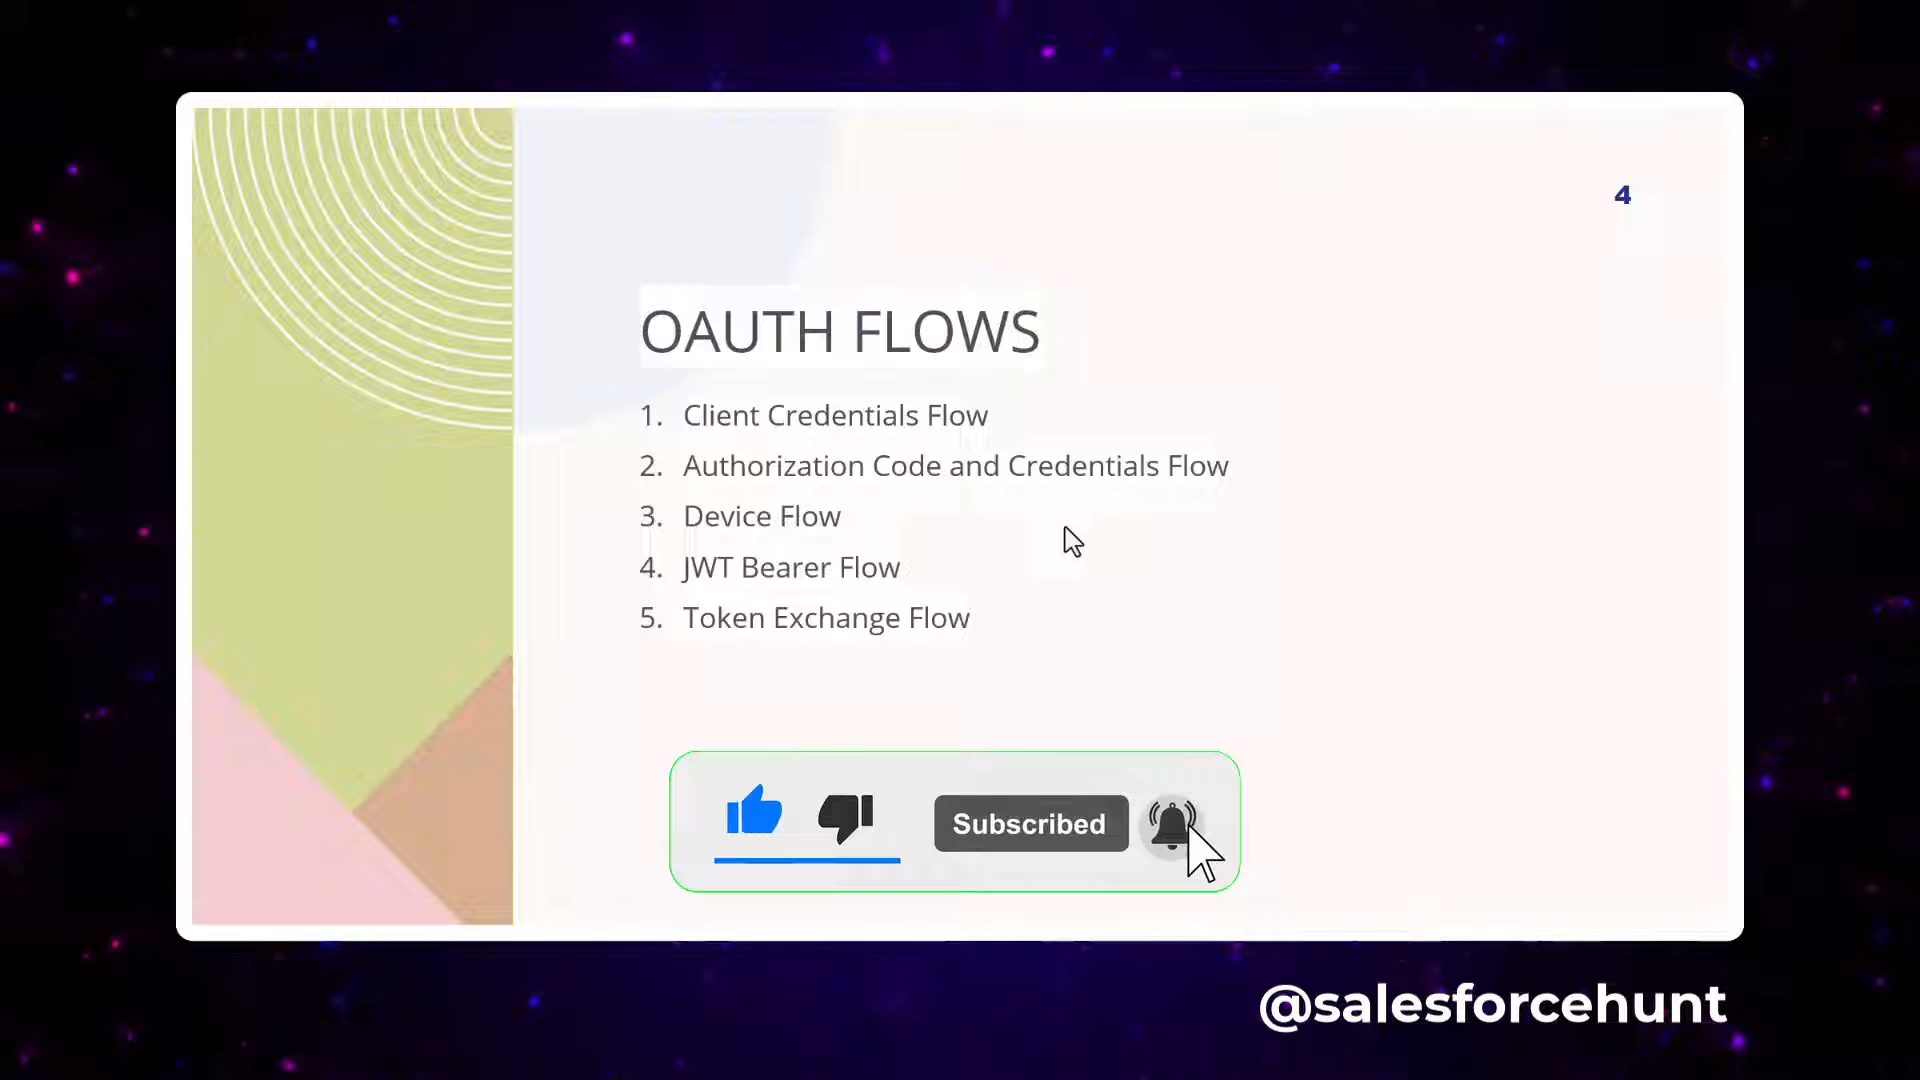 4
OAUTH FLOWS
1. Client Credentials Flow
2. Authorization Code and Credentials Flow
3. Device Flow
4. JWT Bearer Flow
5. Token Exchange Flow
Subscribed
@salesforcehunt